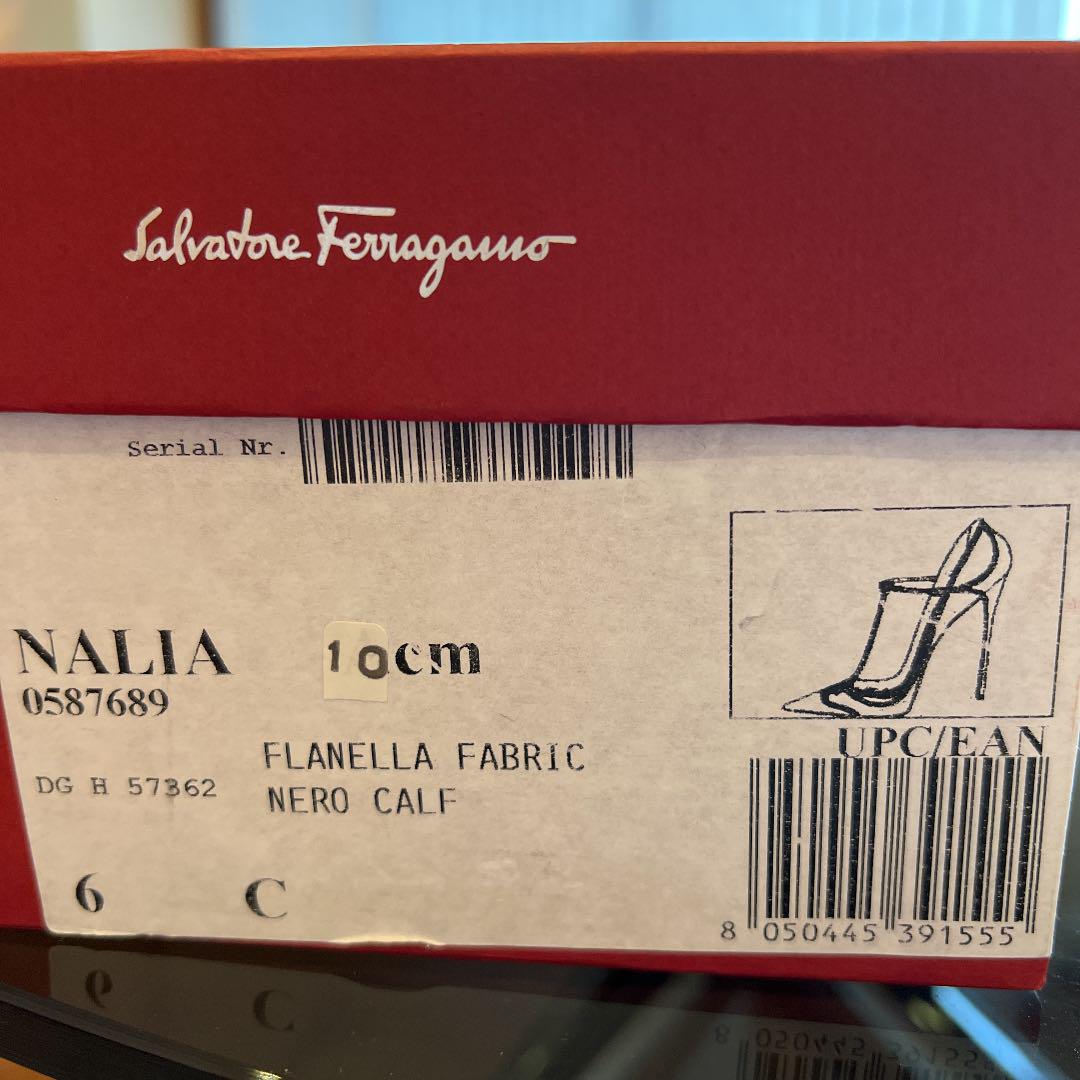 Salvatore Ferragamo
Serial Nr.
NALIA 10cm
0587689
FLANELLA FABRIC
DG H 57362
NERO CALF
6 C
UPC/EAN
8 050445 391555